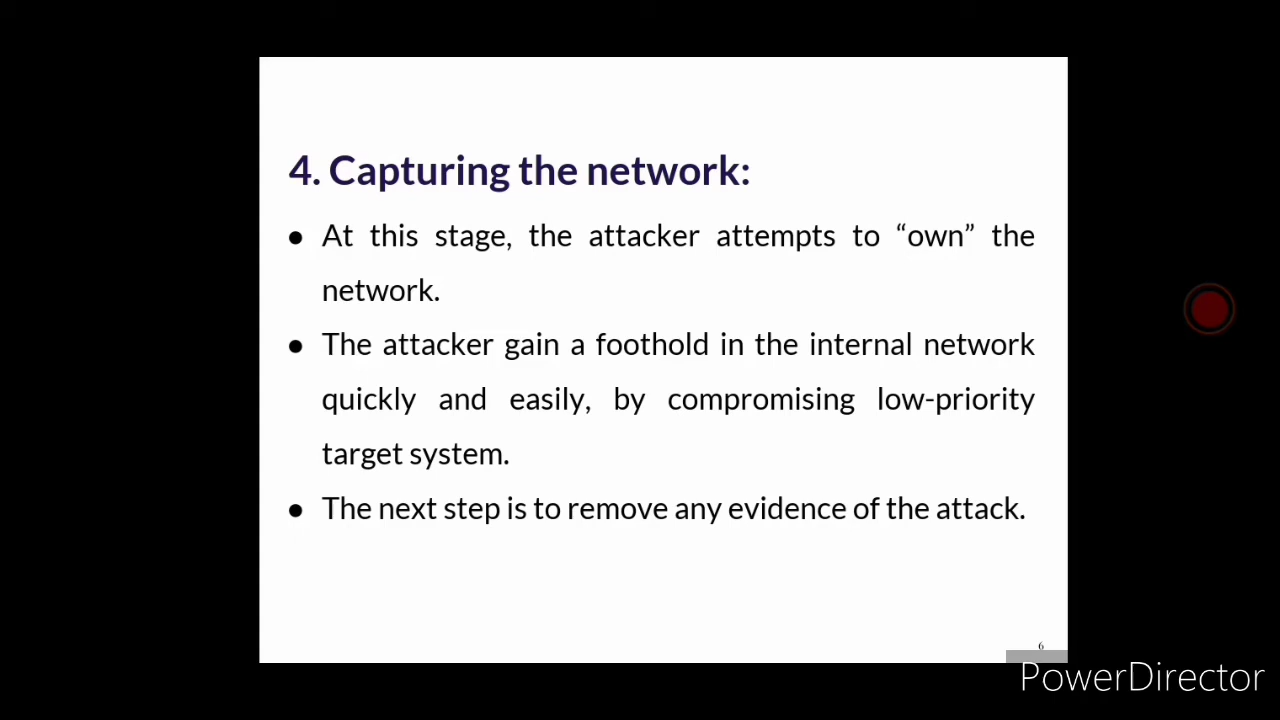 4. Capturing the network:
● At this stage, the attacker attempts to “own” the
network.
● The attacker gain a foothold in the internal network
quickly and easily, by compromising low-priority
target system.
● The next step is to remove any evidence of the attack.
6
PowerDirector